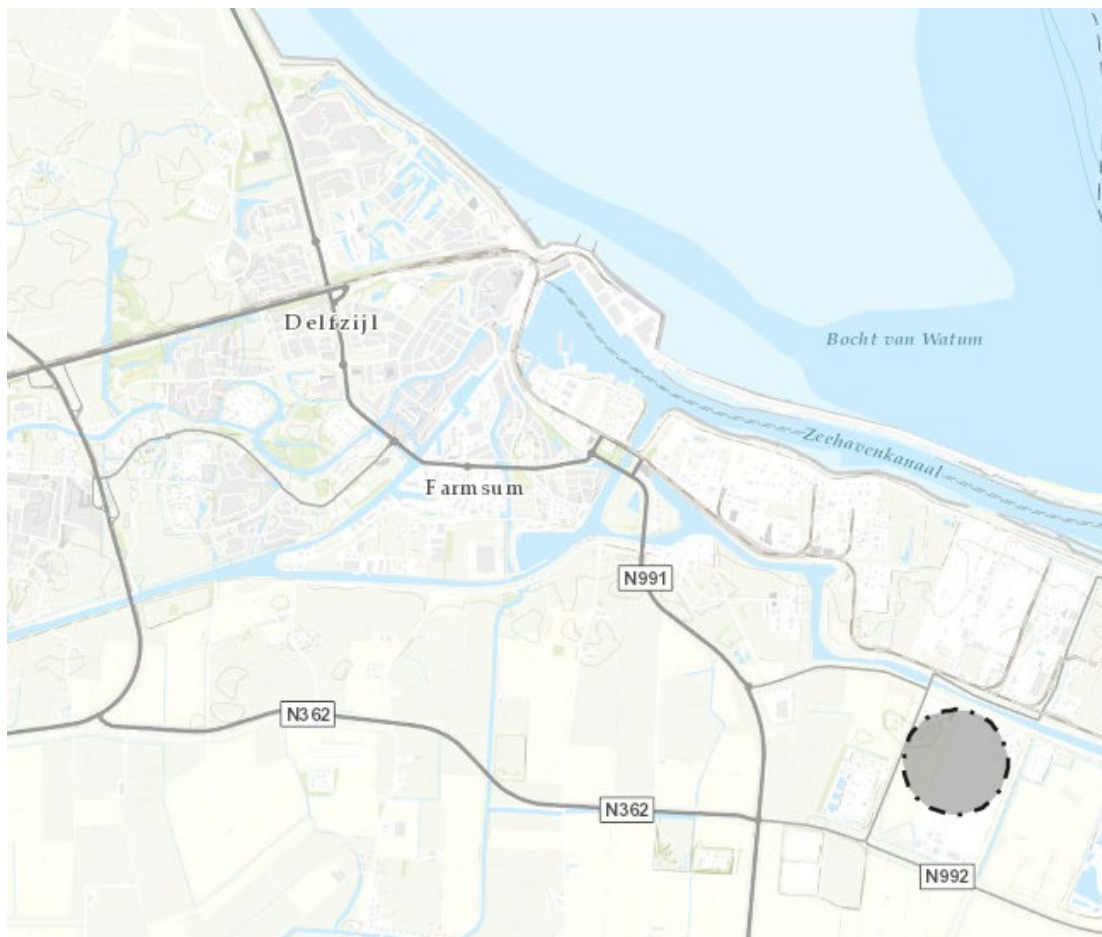 Delfzijl
Bocht van Watum
Zeehavenkanaal
Farmsum
N991
N362
N362
N992